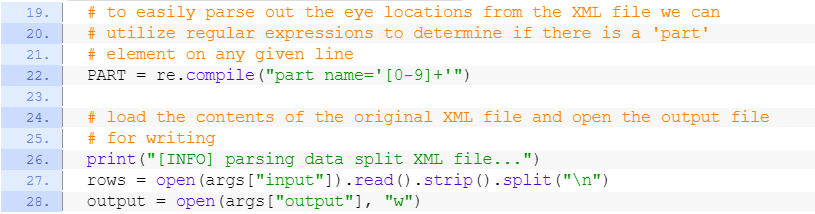 19. # to easily parse out the eye locations from the XML file we can
20. # utilize regular expressions to determine if there is a 'part'
21. # element on any given line
22. PART = re.compile("part name='[0-9]+'")
23.
24. # load the contents of the original XML file and open the output file
25. # for writing
26. print("[INFO] parsing data split XML file...")
27. rows = open(args["input"]).read().strip().split("\n")
28. output = open(args["output"], "w")